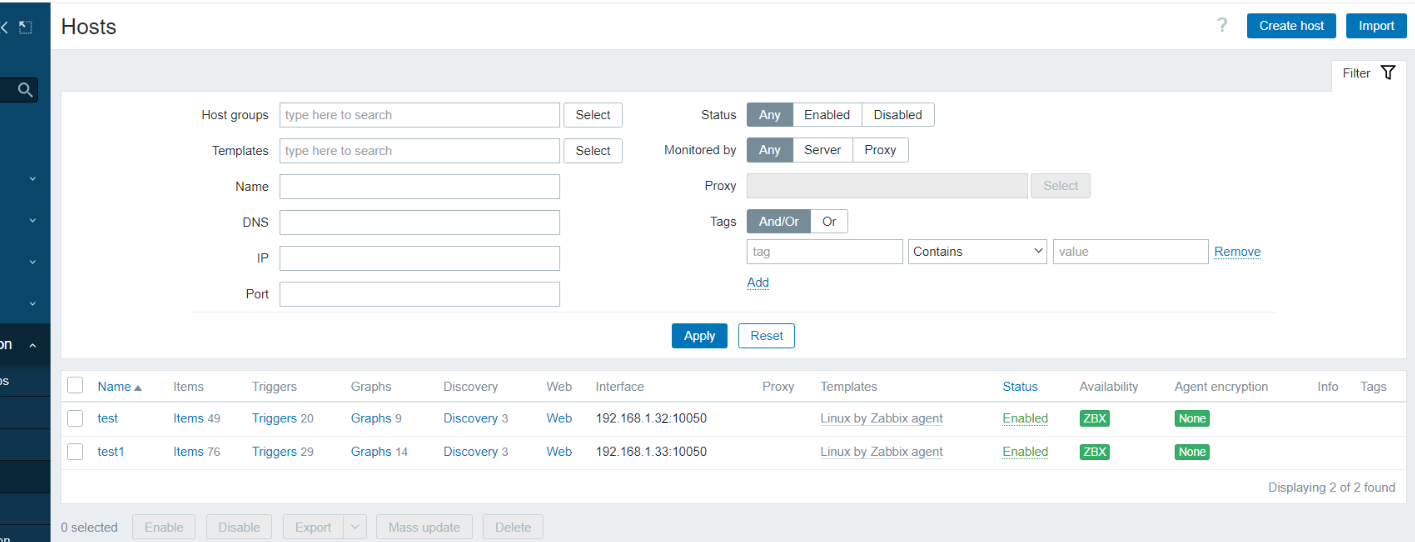 Hosts
? Create host Import
Filter
Host groups type here to search Select
Status Any Enabled Disabled
Templates type here to search Select
Monitored by Any Server Proxy
Name
Proxy Select
DNS
Tags And/Or Or
IP
tag Contains value Remove
Port
Add
on
Apply Reset
os
Name Items Triggers Graphs Discovery Web Interface Proxy Templates Status Availability Agent encryption Info Tags
test Items 49 Triggers 20 Graphs 9 Discovery 3 Web 192.168.1.32:10050 Linux by Zabbix agent Enabled ZBX None
test1 Items 76 Triggers 29 Graphs 14 Discovery 3 Web 192.168.1.33:10050 Linux by Zabbix agent Enabled ZBX None
Displaying 2 of 2 found
0 selected Enable Disable Export Mass update Delete